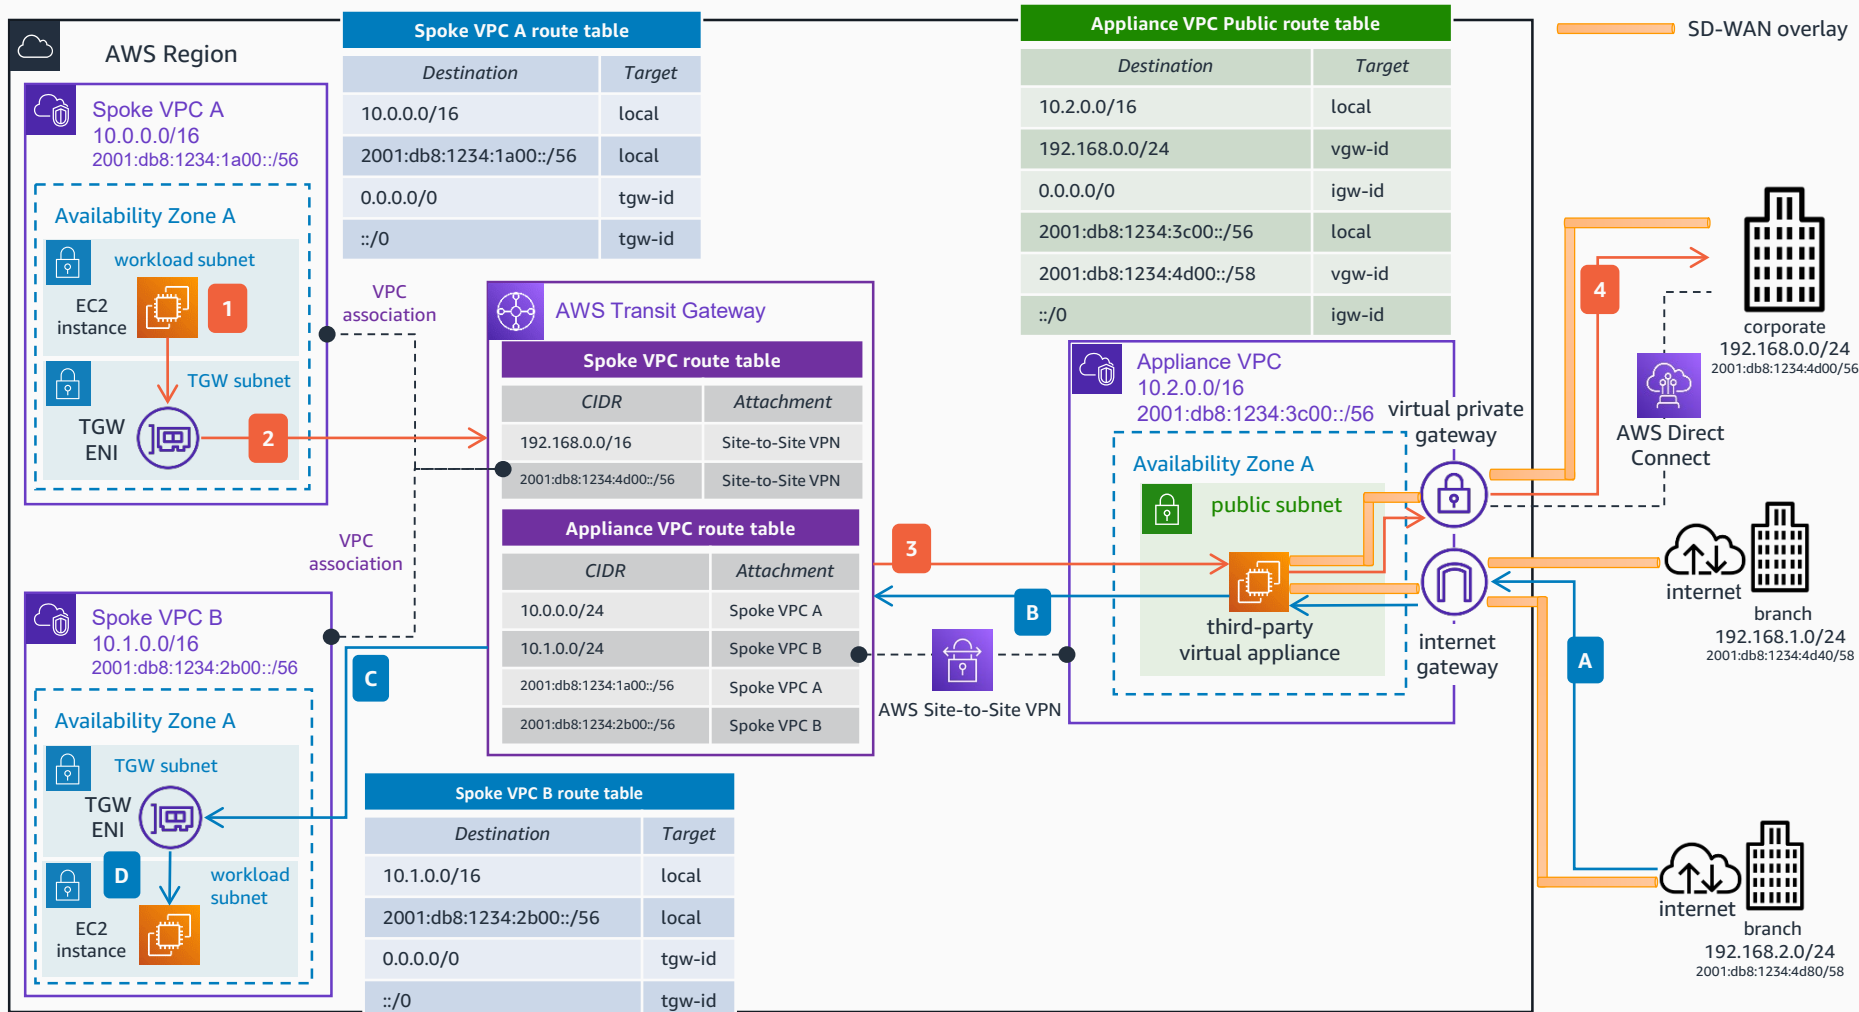 AWS Region
Spoke VPC A route table
Destination Target
10.0.0.0/16 local
2001:db8:1234:1a00::/56 local
0.0.0.0/0 tgw-id
::/0 tgw-id
Appliance VPC Public route table
Destination Target
10.2.0.0/16 local
192.168.0.0/24 vgw-id
0.0.0.0/0 igw-id
2001:db8:1234:3c00::/56 local
2001:db8:1234:4d00::/58 vgw-id
::/0 igw-id
SD-WAN overlay
Spoke VPC A
10.0.0.0/16
2001:db8:1234:1a00::/56
Availability Zone A
workload subnet
EC2
instance
1
TGW subnet
TGW
ENI
2
VPC
association
VPC
association
AWS Transit Gateway
Spoke VPC route table
CIDR Attachment
192.168.0.0/16 Site-to-Site VPN
2001:db8:1234:4d00::/56 Site-to-Site VPN
Appliance VPC route table
CIDR Attachment
10.0.0.0/24 Spoke VPC A
10.1.0.0/24 Spoke VPC B
2001:db8:1234:1a00::/56 Spoke VPC A
2001:db8:1234:2b00::/56 Spoke VPC B
3
B
AWS Site-to-Site VPN
Appliance VPC
10.2.0.0/16
2001:db8:1234:3c00::/56
Availability Zone A
public subnet
third-party
virtual appliance
virtual private
gateway
internet
gateway
4
corporate
192.168.0.0/24
2001:db8:1234:4d00/56
AWS Direct
Connect
internet
branch
192.168.1.0/24
2001:db8:1234:4d40/58
A
internet
branch
192.168.2.0/24
2001:db8:1234:4d80/58
Spoke VPC B
10.1.0.0/16
2001:db8:1234:2b00::/56
C
Availability Zone A
TGW subnet
TGW
ENI
D
workload
subnet
EC2
instance
Spoke VPC B route table
Destination Target
10.1.0.0/16 local
2001:db8:1234:2b00::/56 local
0.0.0.0/0 tgw-id
::/0 tgw-id